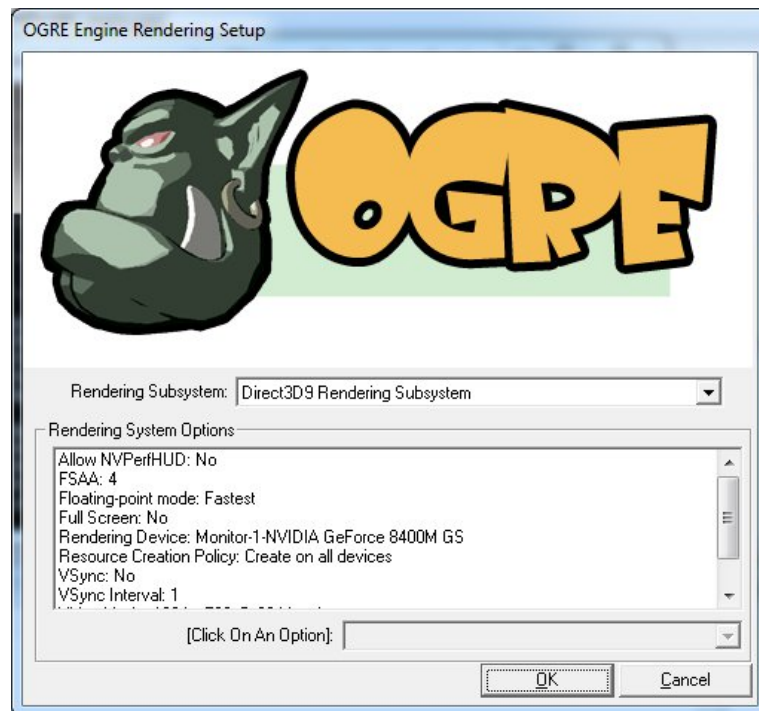 OGRE Engine Rendering Setup
OGRE
Rendering Subsystem: Direct3D9 Rendering Subsystem
Rendering System Options
Allow NVPerfHUD: No
FSAA: 4
Floating-point mode: Fastest
Full Screen: No
Rendering Device: Monitor-1-NVIDIA GeForce 8400M GS
Resource Creation Policy: Create on all devices
VSync: No
VSync Interval: 1
[Click On An Option]:
OK Cancel